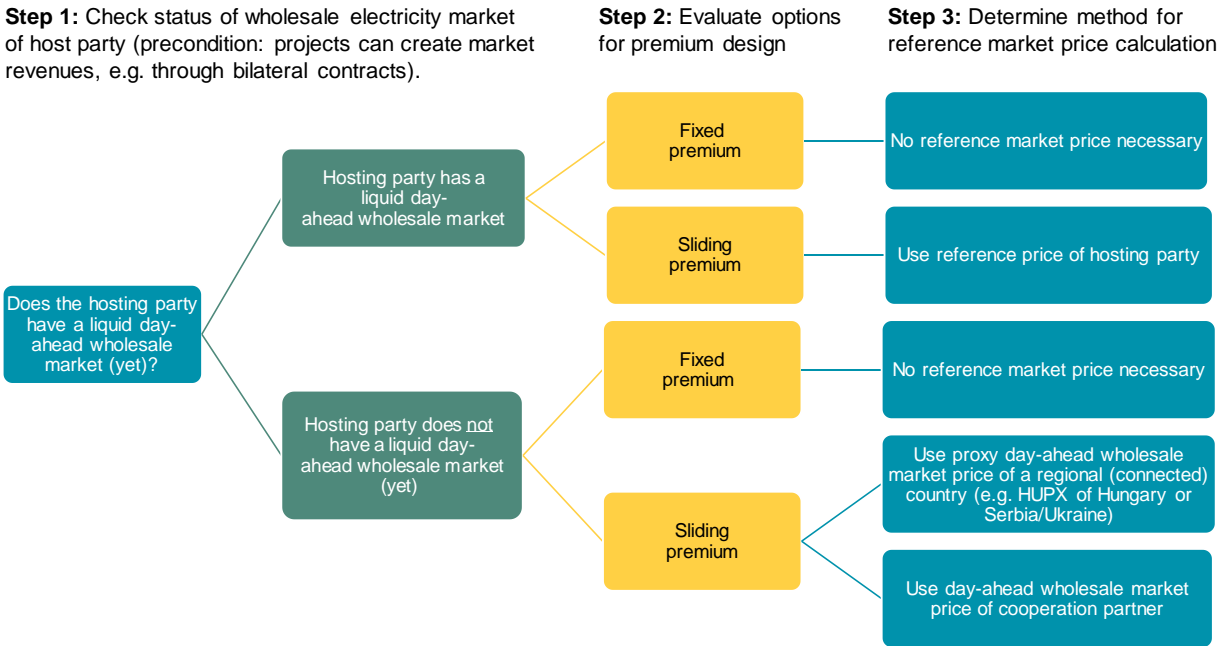 Step 1: Check status of wholesale electricity market
of host party (precondition: projects can create market
revenues, e.g. through bilateral contracts).
Step 2: Evaluate options
for premium design
Step 3: Determine method for
reference market price calculation
Does the hosting party
have a liquid day-
ahead wholesale
market (yet)?
Hosting party has a
liquid day-
ahead wholesale market
Fixed
premium
No reference market price necessary
Sliding
premium
Use reference price of hosting party
Hosting party does not
have a liquid day-
ahead wholesale market
(yet)
Fixed
premium
No reference market price necessary
Sliding
premium
Use proxy day-ahead wholesale
market price of a regional (connected)
country (e.g. HUPX of Hungary or
Serbia/Ukraine)
Use day-ahead wholesale market
price of cooperation partner